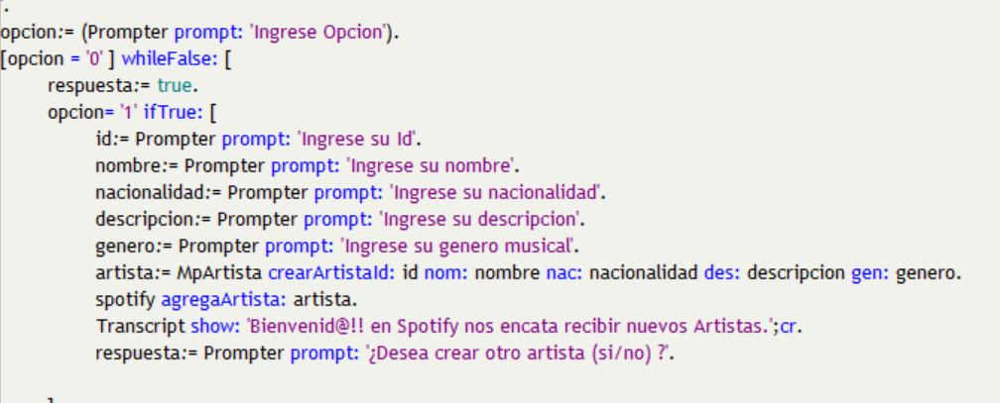 '.
opcion:= (Prompter prompt: 'Ingrese Opcion').
[opcion = '0' ] whileFalse: [
respuesta:= true.
opcion= '1' ifTrue: [
id:= Prompter prompt: 'Ingrese su Id'.
nombre:= Prompter prompt: 'Ingrese su nombre'.
nacionalidad:= Prompter prompt: 'Ingrese su nacionalidad'.
descripcion:= Prompter prompt: 'Ingrese su descripcion'.
genero:= Prompter prompt: 'Ingrese su genero musical'.
artista:= MpArtista crearArtistaId: id nom: nombre nac: nacionalidad des: descripcion gen: genero.
spotify agregaArtista: artista.
Transcript show: 'Bienvenid@!! en Spotify nos encata recibir nuevos Artistas.';cr.
respuesta:= Prompter prompt: '¿Desea crear otro artista (si/no) ?'.
]